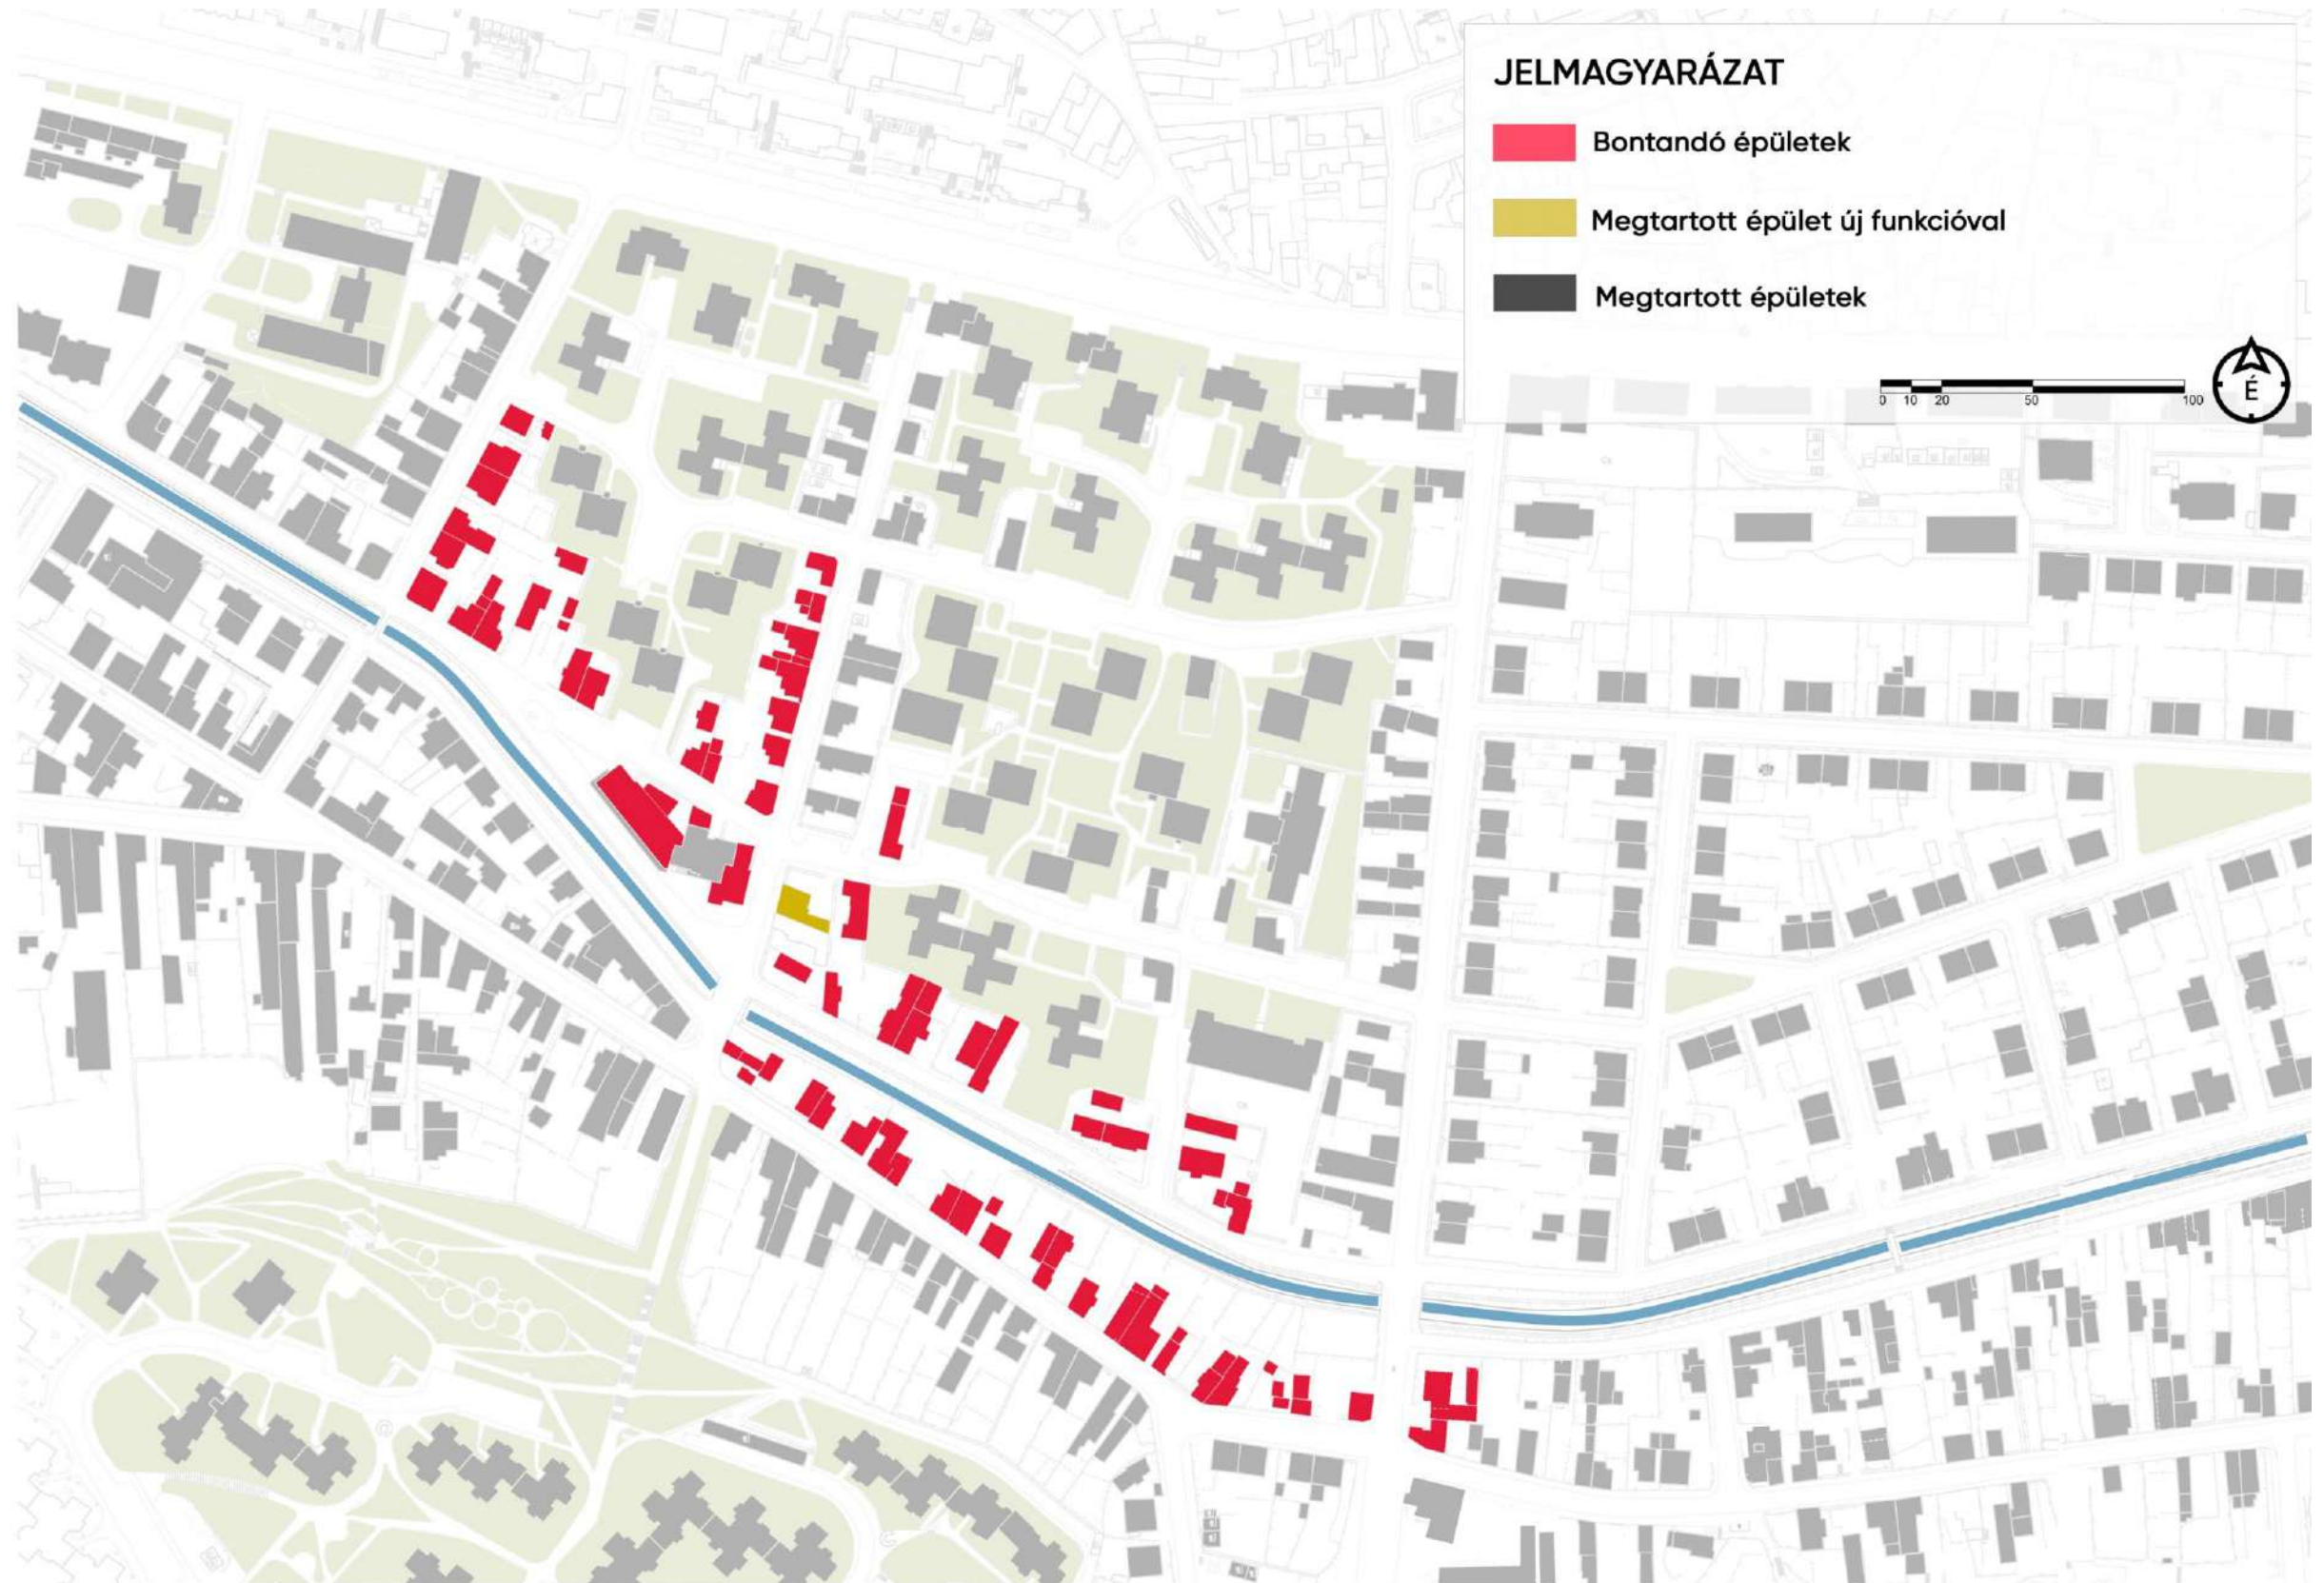 JELMAGYARÁZAT
Bontandó épületek
Megtartott épület új funkcióval
Megtartott épületek
0 10 20 50 100
É